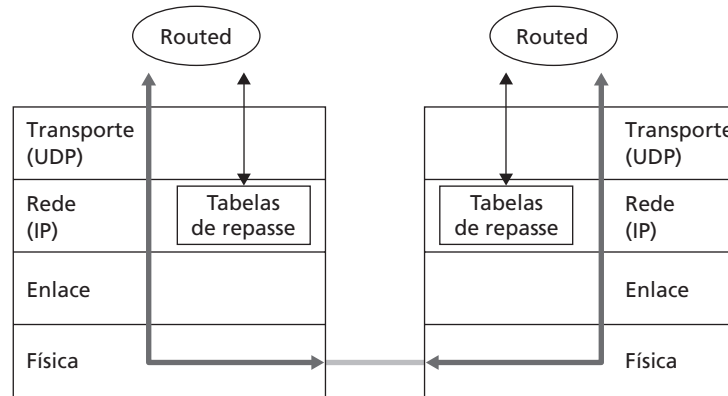 Routed
Routed
Transporte
(UDP)
Rede
(IP)
Tabelas
de repasse
Enlace
Física
Tabelas
de repasse
Transporte
(UDP)
Rede
(IP)
Enlace
Física